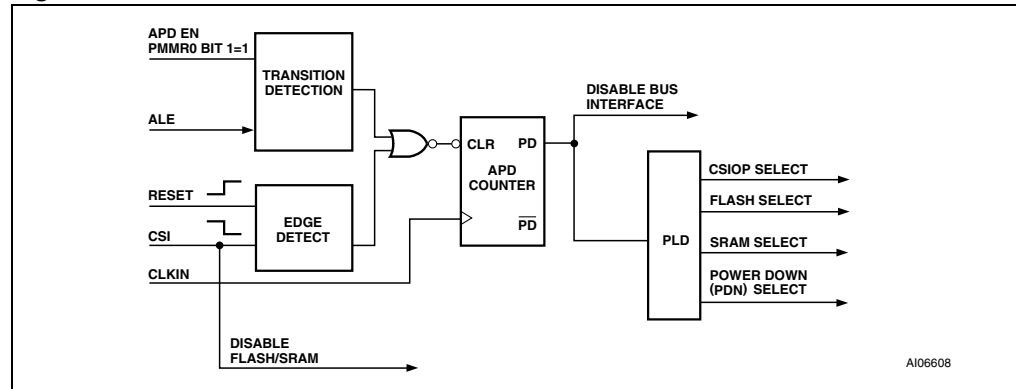 APD EN
PMMR0 BIT 1=1
TRANSITION
DETECTION
ALE
RESET
CSI
EDGE
DETECT
CLKIN
DISABLE
FLASH/SRAM
CLR PD
APD
COUNTER
PD
DISABLE BUS
INTERFACE
PLD
CSIOP SELECT
FLASH SELECT
SRAM SELECT
POWER DOWN
(PDN) SELECT
AI06608